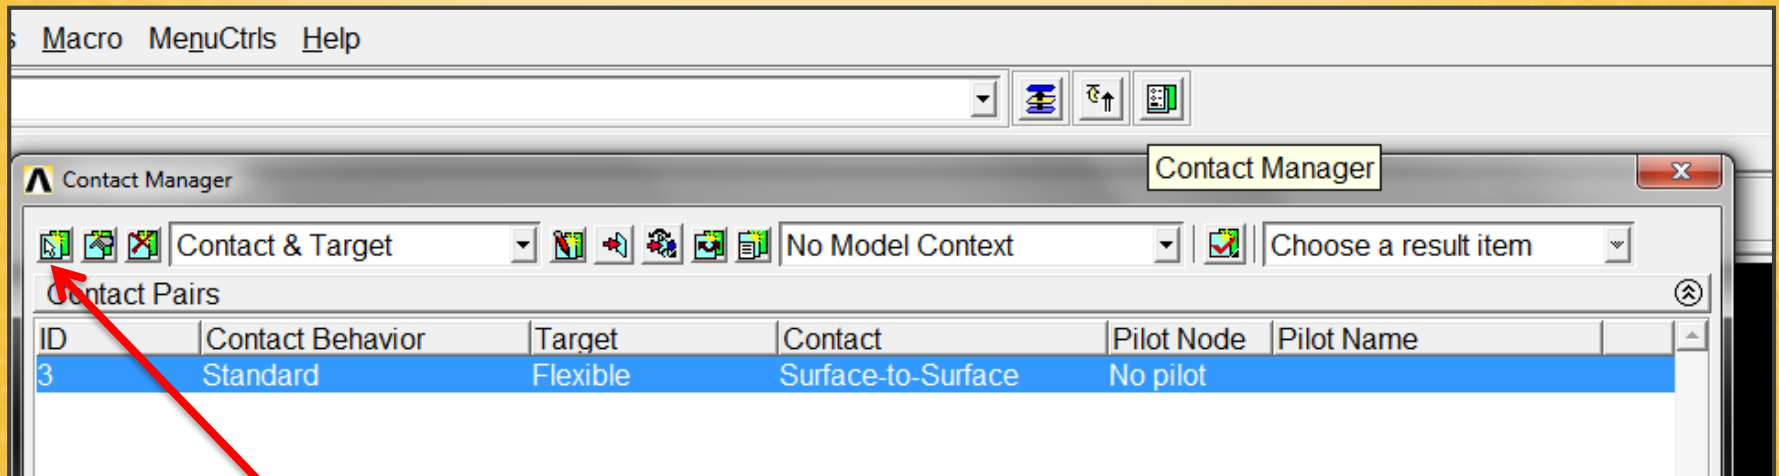 s Macro MenuCtrls Help
Contact Manager
Contact Manager
Contact & Target No Model Context Choose a result item
Contact Pairs
ID Contact Behavior Target Contact Pilot Node Pilot Name
3 Standard Flexible Surface-to-Surface No pilot